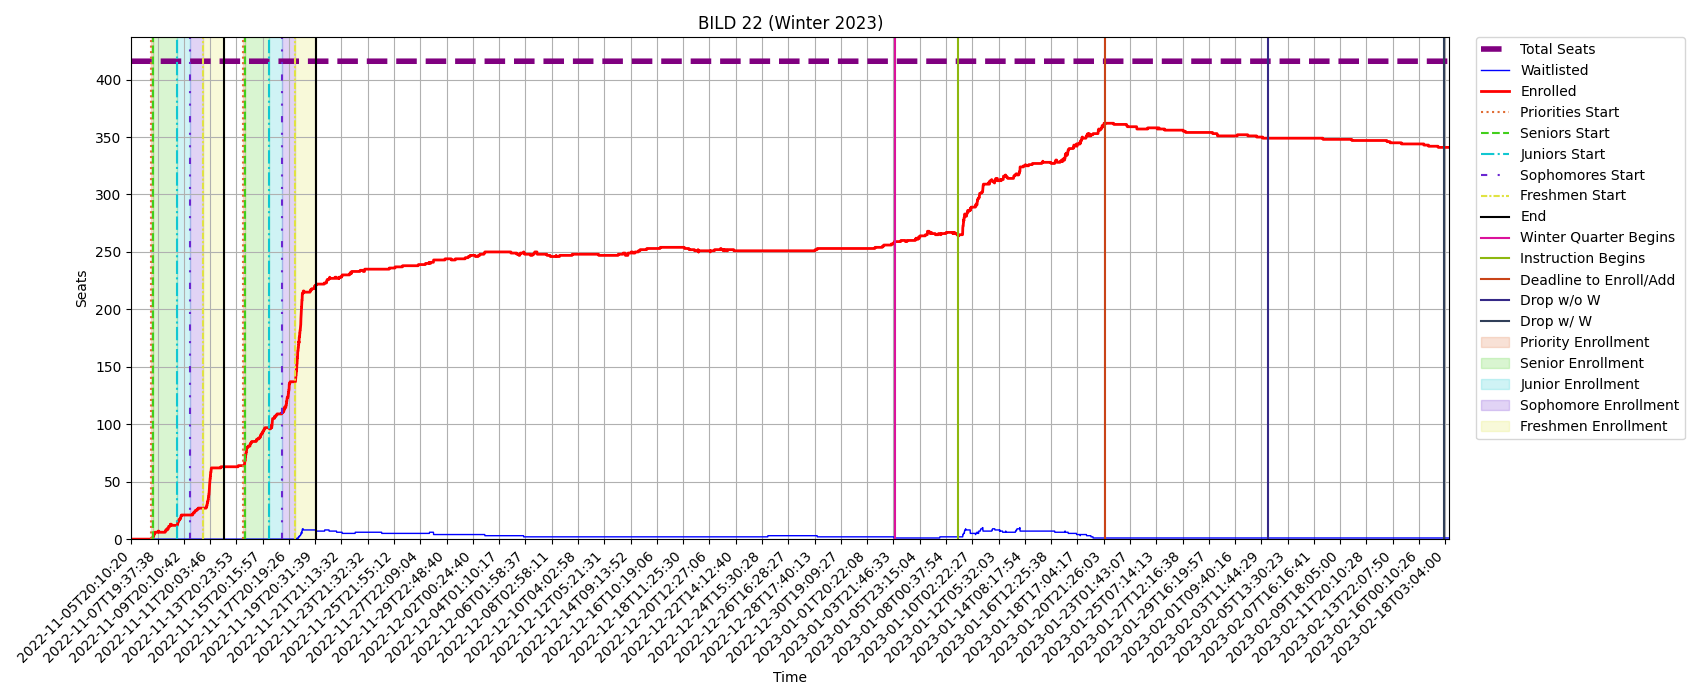 BILD 22 (Winter 2023)
Seats
400
350
300
250
200
150
100
50
0
2022-11-05T20:10:20
2022-11-07T19:37:38
2022-11-09T20:10:42
2022-11-11T20:03:46
2022-11-13T20:23:53
2022-11-15T20:15:57
2022-11-17T20:19:26
2022-11-19T20:31:39
2022-11-21T21:13:32
2022-11-23T21:32:32
2022-11-25T21:55:12
2022-11-27T22:09:04
2022-11-29T22:48:40
2022-12-02T00:24:40
2022-12-04T01:10:17
2022-12-06T01:58:37
2022-12-08T02:58:11
2022-12-10T04:02:58
2022-12-12T05:21:31
2022-12-14T09:13:52
2022-12-16T10:19:06
2022-12-18T11:25:30
2022-12-20T12:27:06
2022-12-22T14:12:40
2022-12-24T15:30:28
2022-12-26T16:28:27
2022-12-28T17:40:13
2022-12-30T19:09:27
2023-01-01T20:22:08
2023-01-03T21:46:33
2023-01-05T23:15:04
2023-01-08T00:37:54
2023-01-10T02:22:27
2023-01-12T05:32:03
2023-01-14T08:17:54
2023-01-16T12:25:38
2023-01-18T17:04:17
2023-01-20T21:26:03
2023-01-23T01:43:07
2023-01-25T07:14:13
2023-01-27T12:16:38
2023-01-29T16:19:57
2023-02-01T09:40:16
2023-02-03T11:44:29
2023-02-05T13:30:23
2023-02-07T16:16:41
2023-02-09T18:05:00
2023-02-11T20:10:28
2023-02-13T22:07:50
2023-02-16T00:10:26
2023-02-18T03:04:00
Time
Total Seats
Waitlisted
Enrolled
Priorities Start
Seniors Start
Juniors Start
Sophomores Start
Freshmen Start
End
Winter Quarter Begins
Instruction Begins
Deadline to Enroll/Add
Drop w/o W
Drop w/ W
Priority Enrollment
Senior Enrollment
Junior Enrollment
Sophomore Enrollment
Freshmen Enrollment